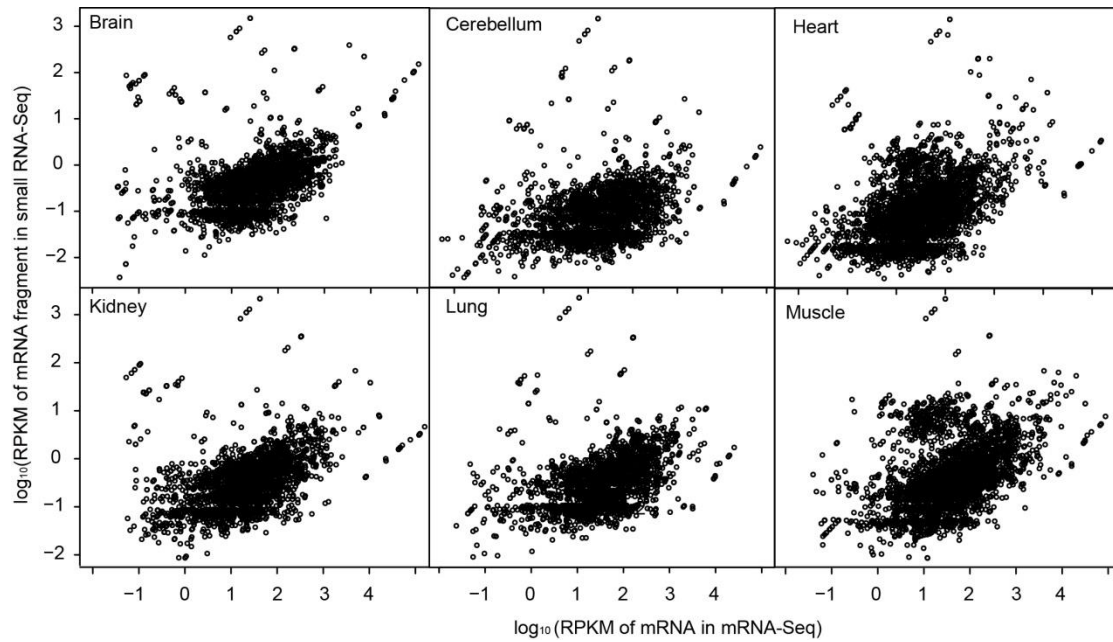 Brain
Cerebellum
Heart
3
2
1
0
−1
−2
Kidney
Lung
Muscle
3
2
1
0
−1
−2
log₁₀(RPKM of mRNA fragment in small RNA-Seq)
−1 0 1 2 3 4
−1 0 1 2 3 4
−1 0 1 2 3 4
log₁₀ (RPKM of mRNA in mRNA-Seq)